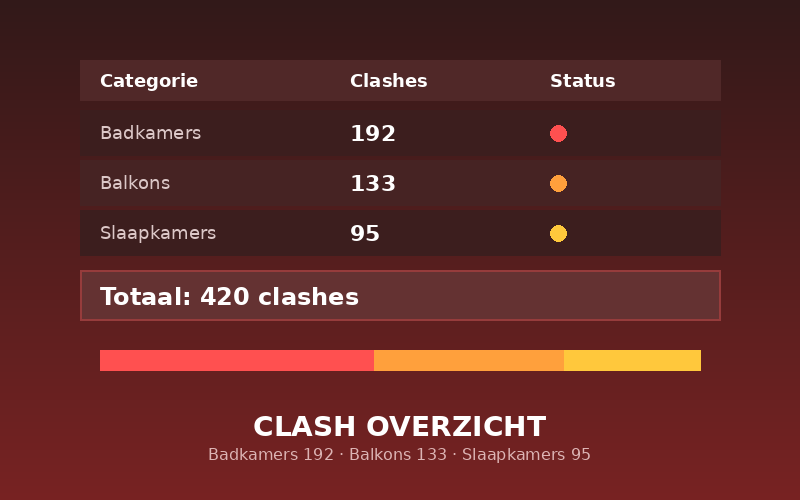 Categorie Clashes Status
Badkamers 192
Balkons 133
Slaapkamers 95
Totaal: 420 clashes
CLASH OVERZICHT
Badkamers 192 · Balkons 133 · Slaapkamers 95